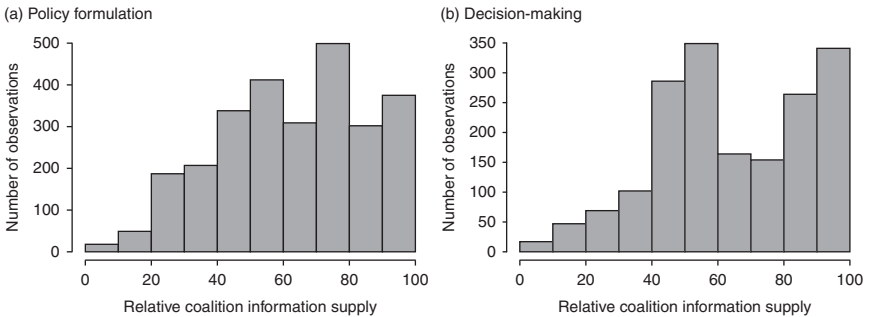 (a) Policy formulation
Number of observations
500
400
300
200
100
0
0 20 40 60 80 100
Relative coalition information supply
(b) Decision-making
Number of observations
350
300
250
200
150
100
50
0
0 20 40 60 80 100
Relative coalition information supply